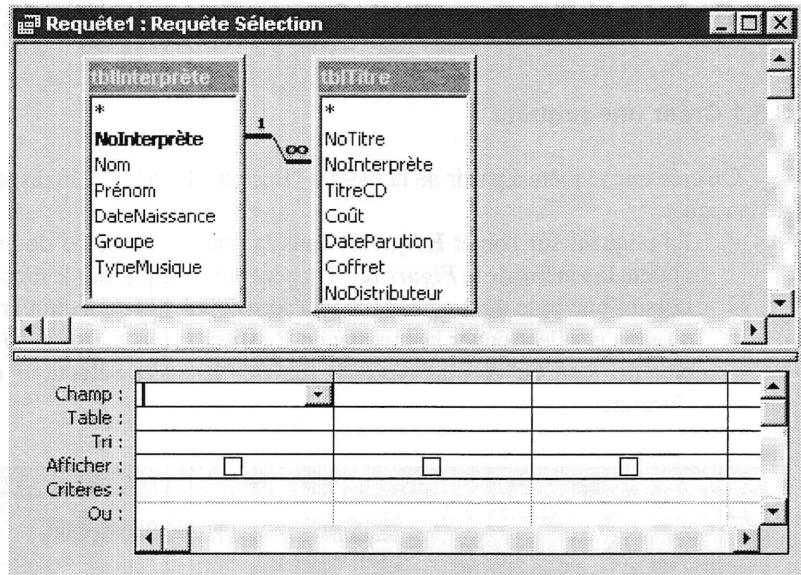 Requête1 : Requête Sélection
tblInterprète
*
NoInterprète
Nom
Prénom
DateNaissance
Groupe
TypeMusique
1
∞
tblTitre
*
NoTitre
NoInterprète
TitreCD
Coût
DateParution
Coffret
NoDistributeur
Champ :
Table :
Tri :
Afficher :
Critères :
Ou :